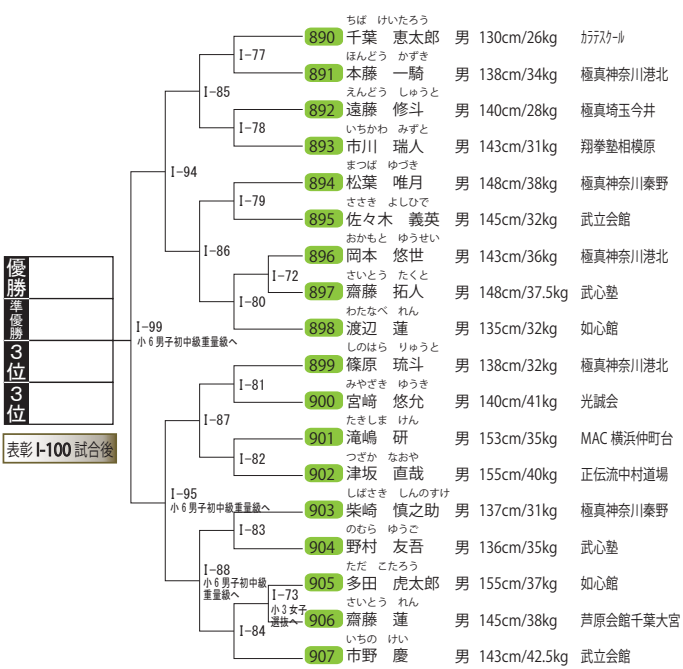 ちば けいたろう
890 千葉 恵太郎 男 130cm/26kg ｶﾗﾃｽｸｰﾙ
I-77
ほんどう かずき
891 本藤 一騎 男 138cm/34kg 極真神奈川港北
I-85
えんどう しゅうと
892 遠藤 修斗 男 140cm/28kg 極真埼玉今井
I-78
いちかわ みずと
893 市川 瑞人 男 143cm/31kg 翔拳塾相模原
I-94
まつば ゆづき
894 松葉 唯月 男 148cm/38kg 極真神奈川秦野
I-79
ささき よしひで
895 佐々木 義英 男 145cm/32kg 武立会館
I-86
おかもと ゆうせい
896 岡本 悠世 男 143cm/36kg 極真神奈川港北
I-72
さいとう たくと
897 齋藤 拓人 男 148cm/37.5kg 武心塾
I-80
わたなべ れん
898 渡辺 蓮 男 135cm/32kg 如心館
優勝
準優勝
3位
3位
表彰 I-100 試合後
I-99
小6男子初中級重量級へ
しのはら りゅうと
899 篠原 琉斗 男 138cm/32kg 極真神奈川港北
I-81
みやざき ゆうき
900 宮﨑 悠允 男 140cm/41kg 光誠会
I-87
たきしま けん
901 滝嶋 研 男 153cm/35kg MAC 横浜仲町台
I-82
つざか なおや
902 津坂 直哉 男 155cm/40kg 正伝流中村道場
I-95
小6男子初中級重量級へ
しばさき しんのすけ
903 柴崎 慎之助 男 137cm/31kg 極真神奈川秦野
I-83
のむら ゆうご
904 野村 友吾 男 136cm/35kg 武心塾
I-88
小6男子初中級
重量級へ
ただ こたろう
905 多田 虎太郎 男 155cm/37kg 如心館
I-73
小3女子
選抜へ
さいとう れん
906 齋藤 蓮 男 145cm/38kg 芦原会館千葉大宮
I-84
いちの けい
907 市野 慶 男 143cm/42.5kg 武立会館